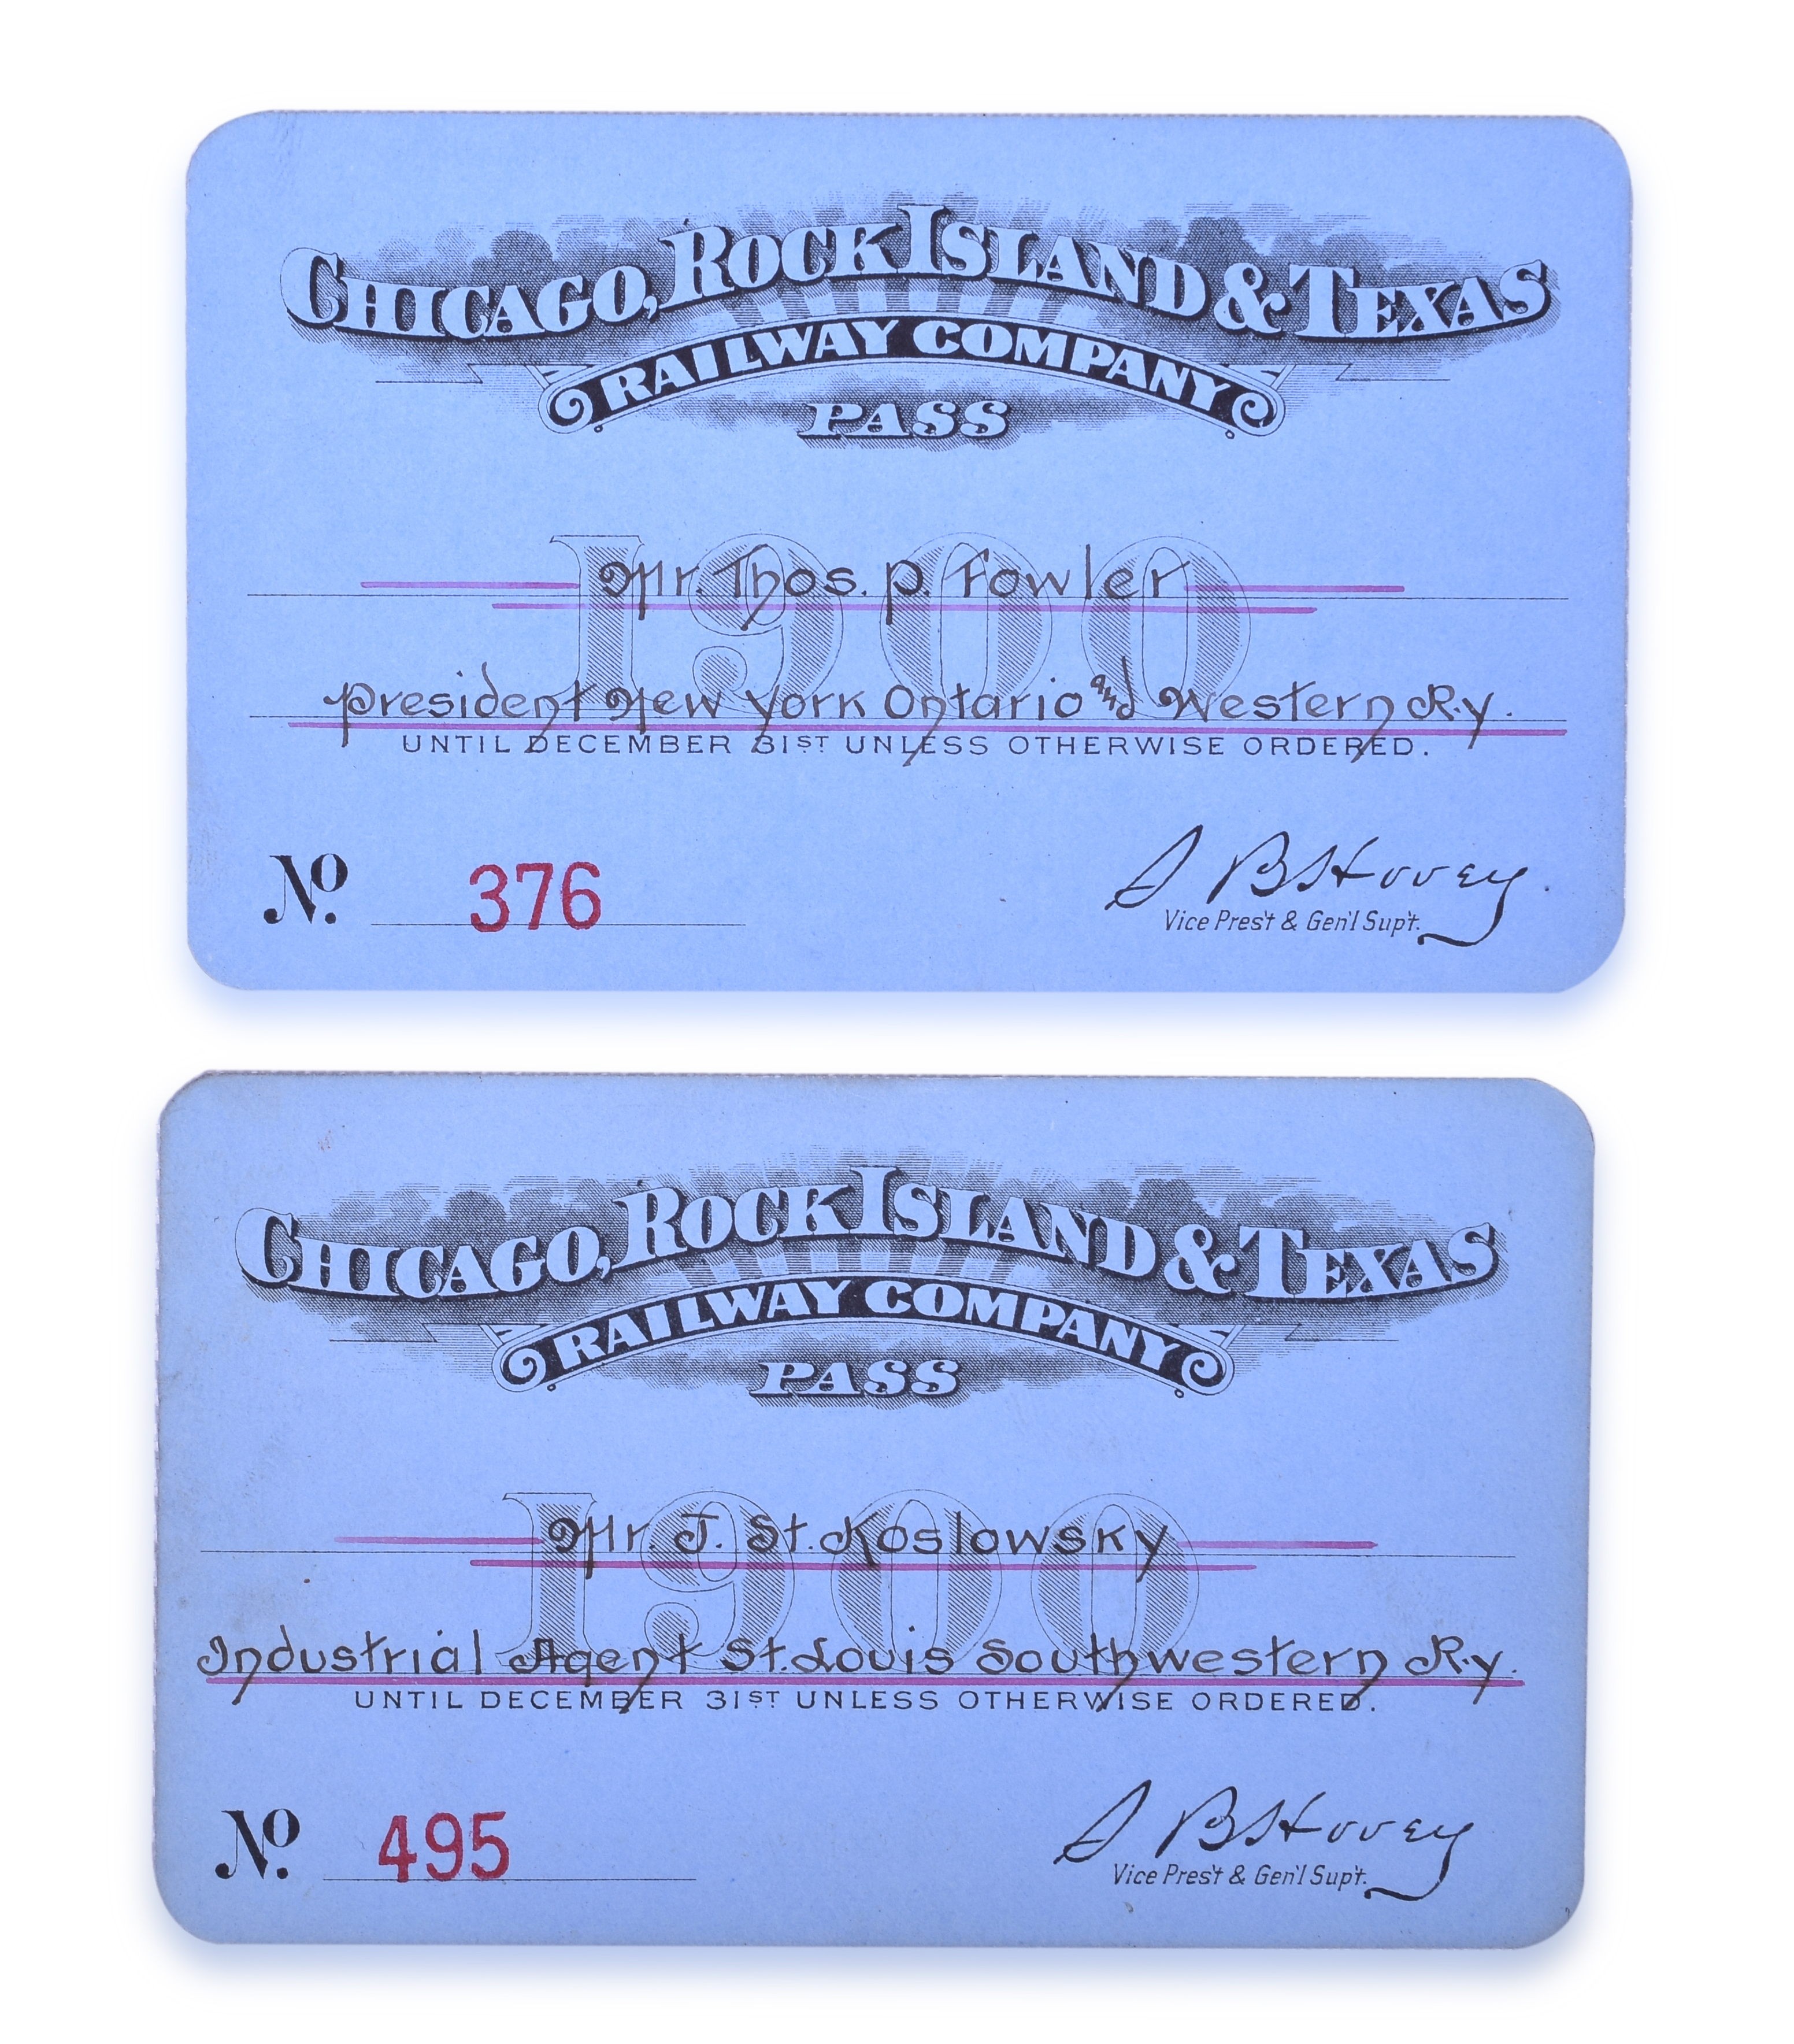 CHICAGO, ROCK ISLAND & TEXAS
RAILWAY COMPANY
PASS
1900
Mr. Thos. P. Fowler
President New York Ontario and Western Ry.
UNTIL DECEMBER 31ST UNLESS OTHERWISE ORDERED.
No. 376
S B Hovey
Vice Pres't & Gen'l Sup't.
CHICAGO, ROCK ISLAND & TEXAS
RAILWAY COMPANY
PASS
1900
Mr. J. St. Koslowsky
Industrial Agent St. Louis Southwestern Ry.
UNTIL DECEMBER 31ST UNLESS OTHERWISE ORDERED.
No. 495
S B Hovey
Vice Pres't & Gen'l Sup't.